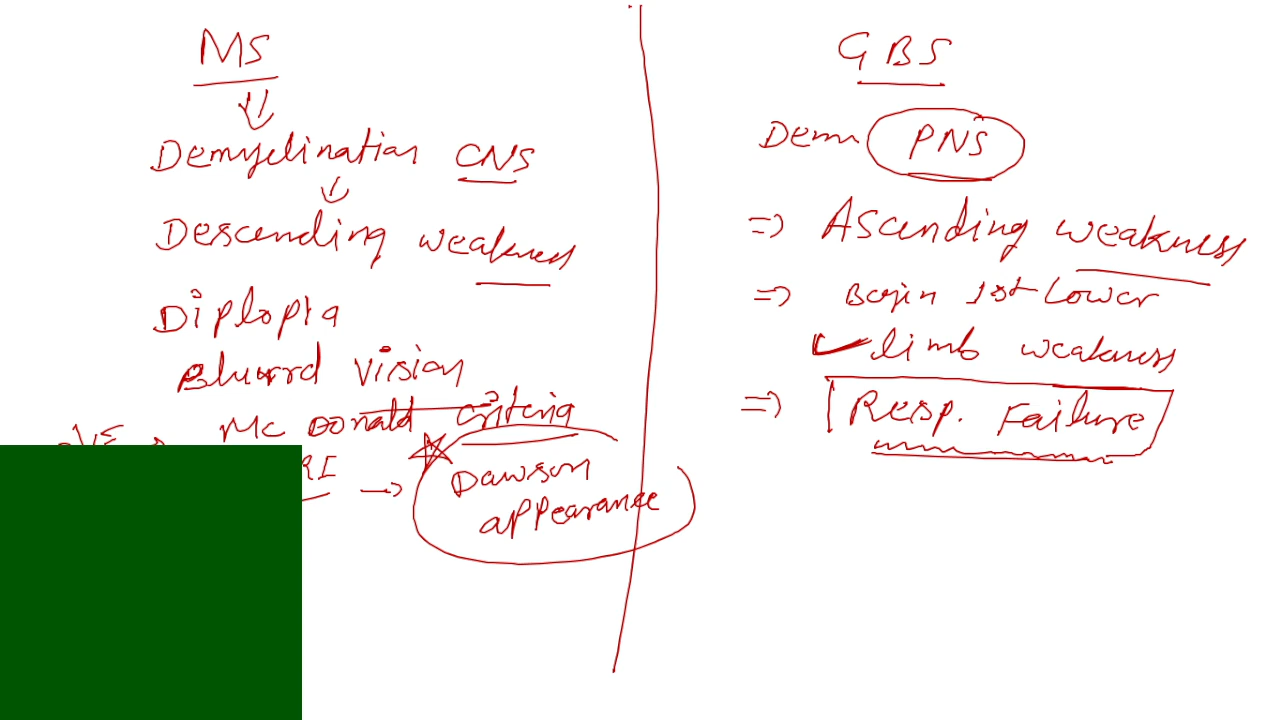 MS
Demyelination CNS
Descending weakness
Diplopia
Blurred vision
Mc Donald criteria
RI → Dawson
appearance
GBS
Dem PNS
⇒ Ascending weakness
⇒ Begin 1st Lower
limb weakness
⇒ Resp. Failure